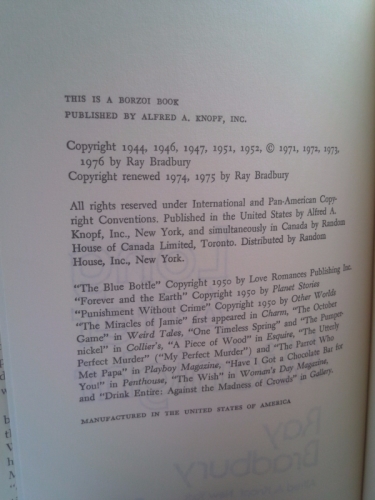 THIS IS A BORZOI BOOK
PUBLISHED BY ALFRED A. KNOPF, INC.
Copyright 1944, 1946, 1947, 1951, 1952, © 1971, 1972, 1973,
1976 by Ray Bradbury
Copyright renewed 1974, 1975 by Ray Bradbury
All rights reserved under International and Pan-American Copy-
right Conventions. Published in the United States by Alfred A.
Knopf, Inc., New York, and simultaneously in Canada by Random
House of Canada Limited, Toronto. Distributed by Random
House, Inc., New York.
"The Blue Bottle" Copyright 1950 by Love Romances Publishing Inc.
"Forever and the Earth" Copyright 1950 by Planet Stories
"Punishment Without Crime" Copyright 1950 by Other Worlds
"The Miracles of Jamie" first appeared in Charm, "The October
Game" in Weird Tales, "One Timeless Spring" and "The Pumper-
nickel" in Collier's, "A Piece of Wood" in Esquire, "The Utterly
Perfect Murder" ("My Perfect Murder") and "The Parrot Who
Met Papa" in Playboy Magazine, "Have I Got a Chocolate Bar for
You!" in Penthouse, "The Wish" in Woman's Day Magazine,
and "Drink Entire: Against the Madness of Crowds" in Gallery.
MANUFACTURED IN THE UNITED STATES OF AMERICA
Ray
Bradbury